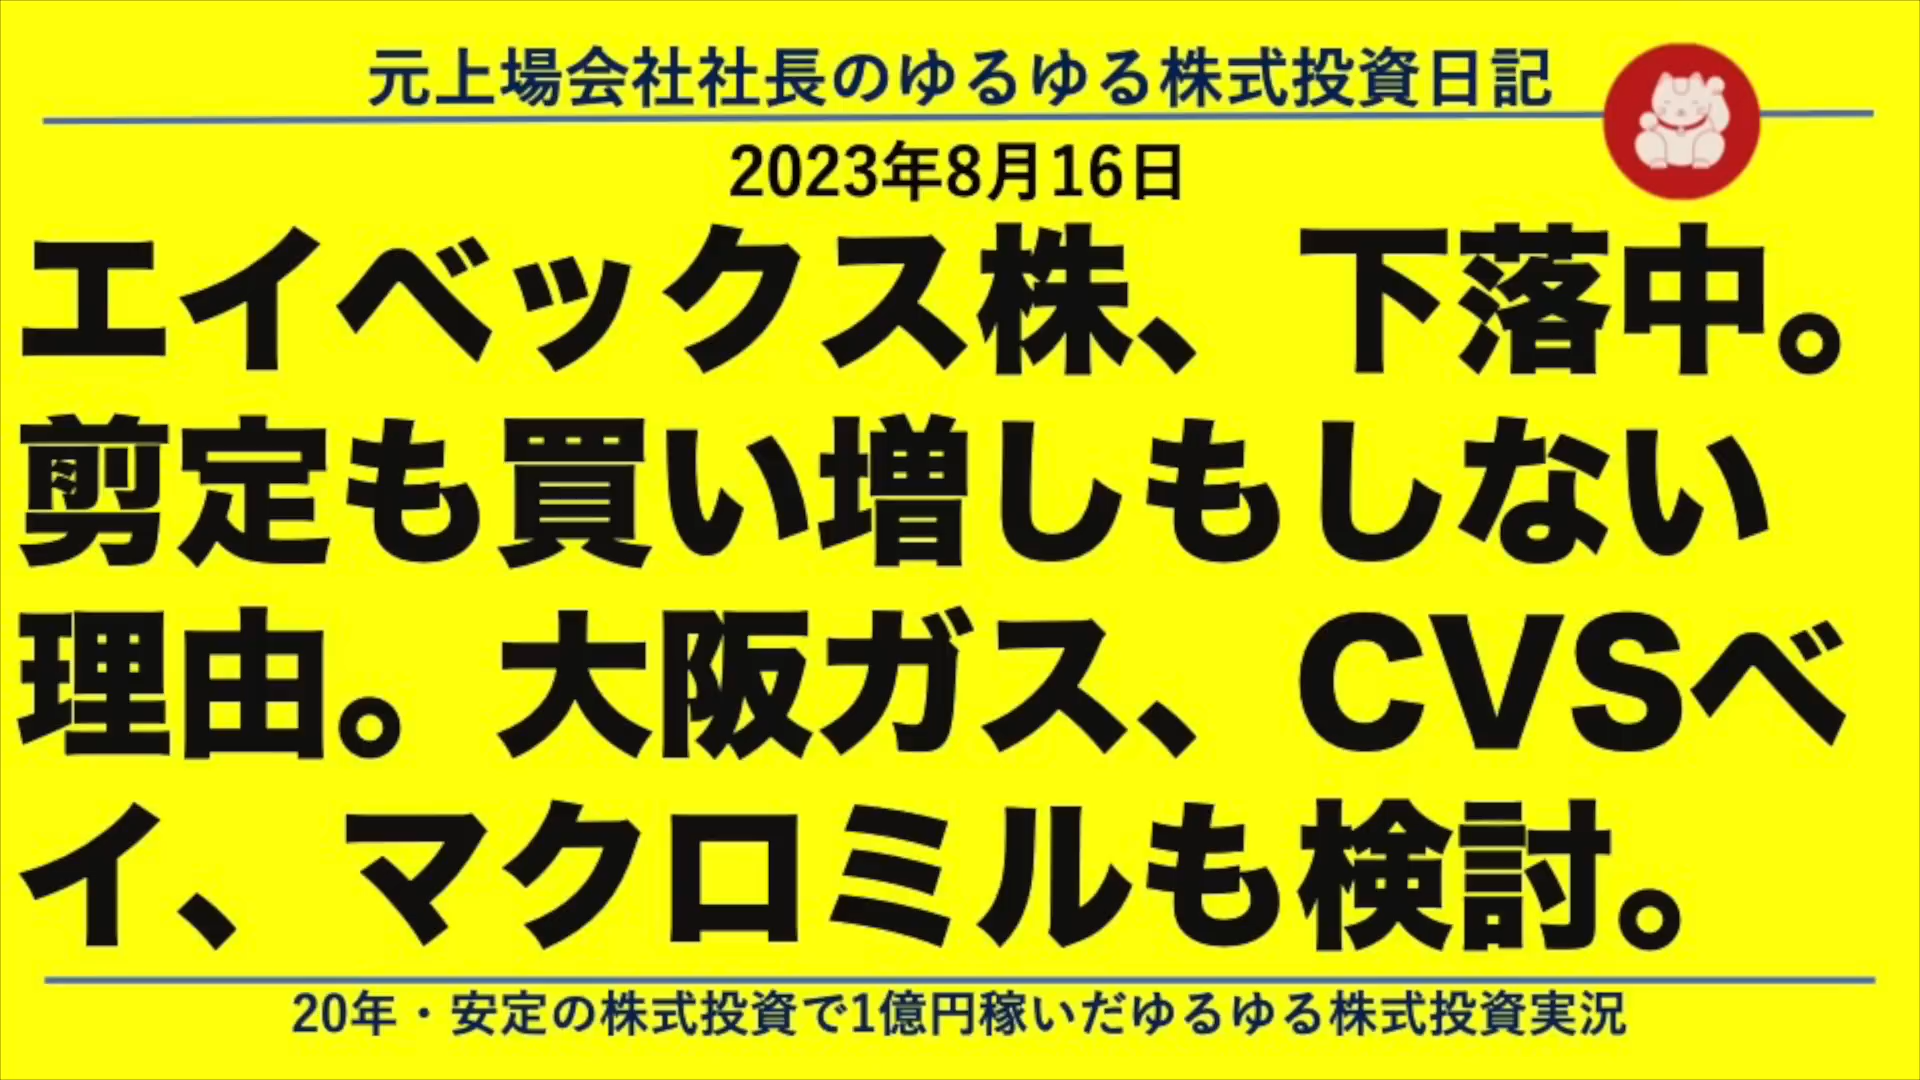 元上場会社社長のゆるゆる株式投資日記
2023年8月16日
エイベックス株、下落中。
剪定も買い増しもしない
理由。大阪ガス、CVSベ
イ、マクロミルも検討。
20年・安定の株式投資で1億円稼いだゆるゆる株式投資実況